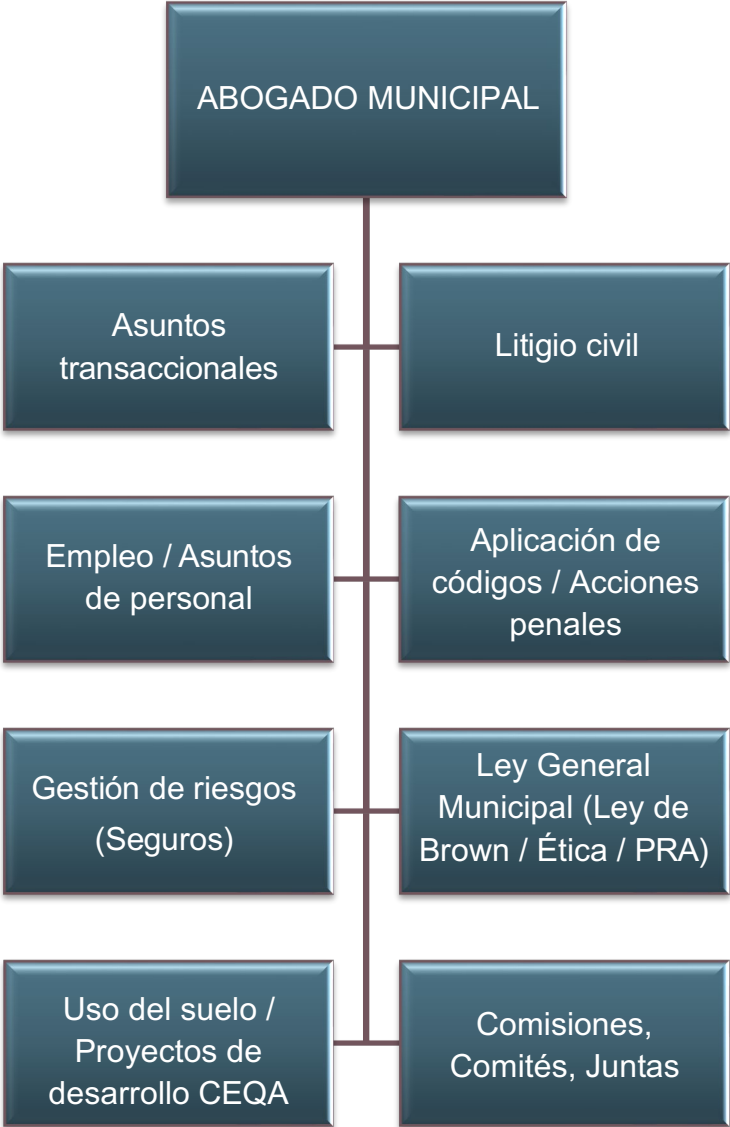 ABOGADO MUNICIPAL
Asuntos
transaccionales
Litigio civil
Empleo / Asuntos
de personal
Aplicación de
códigos / Acciones
penales
Gestión de riesgos
(Seguros)
Ley General
Municipal (Ley de
Brown / Ética / PRA)
Uso del suelo /
Proyectos de
desarrollo CEQA
Comisiones,
Comités, Juntas